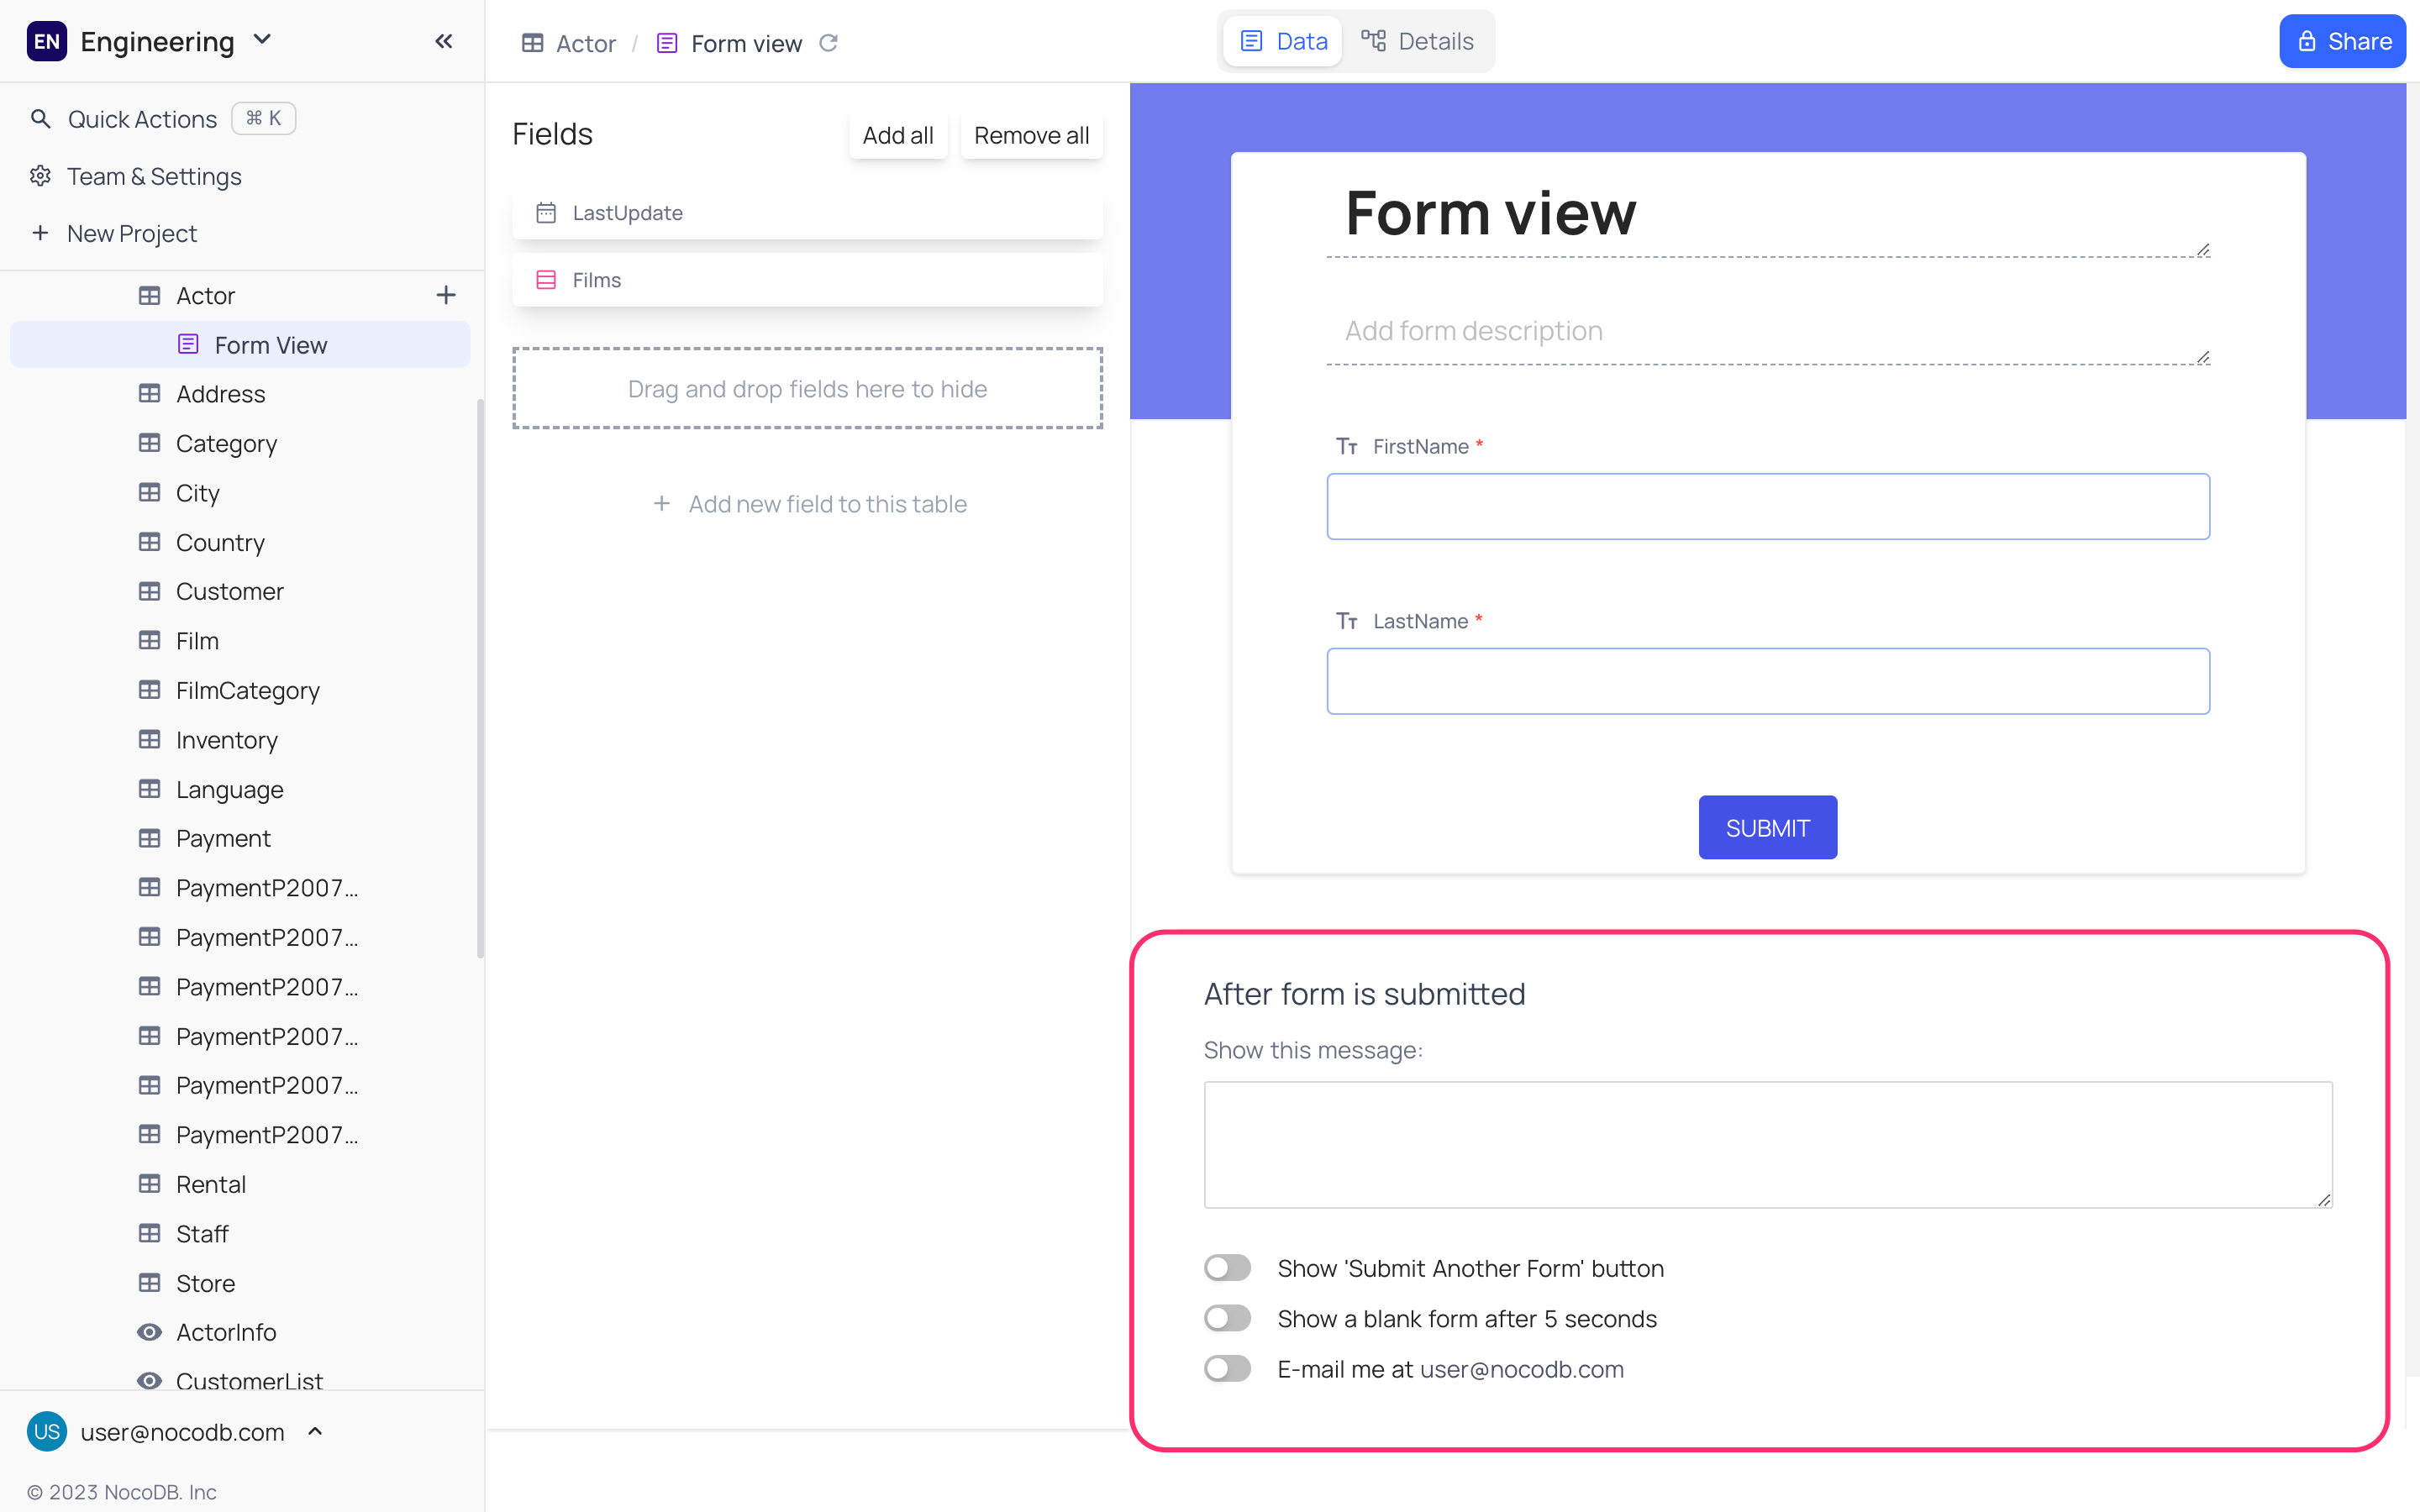 EN Engineering
Quick Actions ⌘ K
Team & Settings
New Project
Actor
Form View
Address
Category
City
Country
Customer
Film
FilmCategory
Inventory
Language
Payment
PaymentP2007...
PaymentP2007...
PaymentP2007...
PaymentP2007...
PaymentP2007...
PaymentP2007...
Rental
Staff
Store
ActorInfo
CustomerList
US user@nocodb.com
© 2023 NocoDB. Inc
Actor / Form view
Data Details
Share
Fields Add all Remove all
LastUpdate
Films
Drag and drop fields here to hide
+ Add new field to this table
Form view
Add form description
FirstName *
LastName *
SUBMIT
After form is submitted
Show this message:
Show 'Submit Another Form' button
Show a blank form after 5 seconds
E-mail me at user@nocodb.com